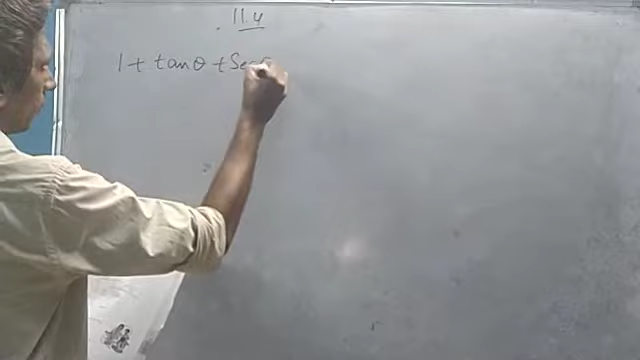 11.4
1 + tanθ + Sec